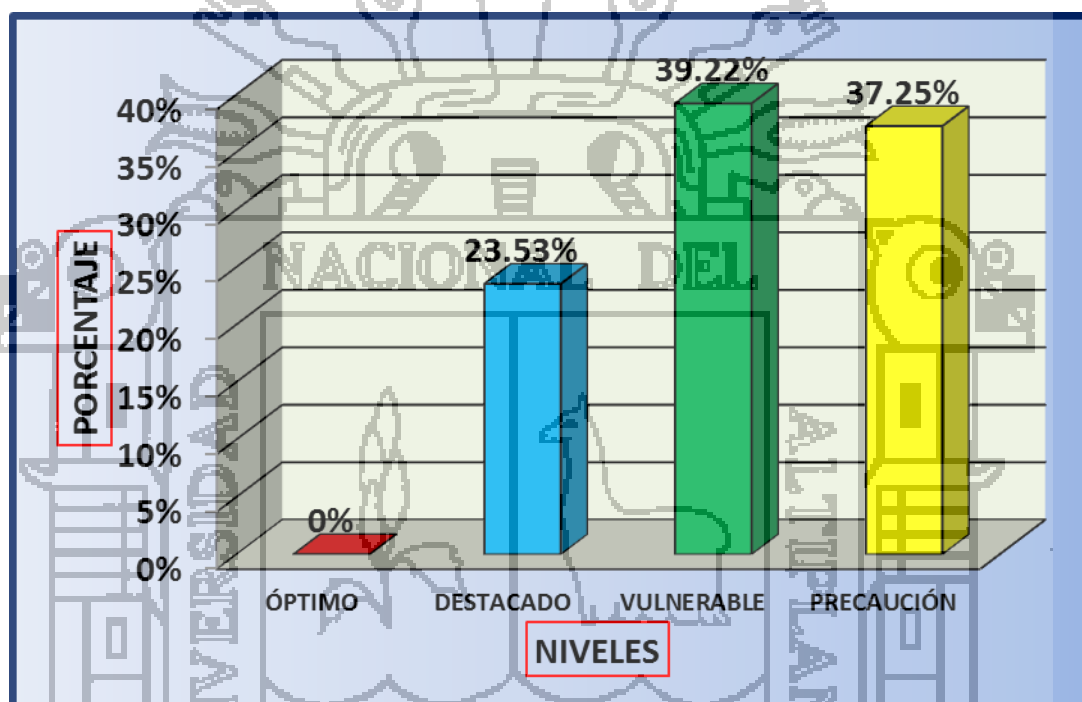 PORCENTAJE
40%
35%
30%
25%
20%
15%
10%
5%
0%
0%
23.53%
39.22%
37.25%
ÓPTIMO
DESTACADO
VULNERABLE
PRECAUCIÓN
NIVELES
NACIONAL DEL